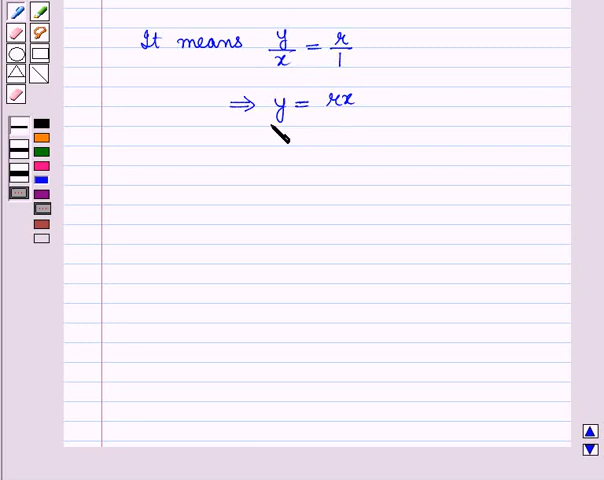 It means y/x = r/1
⇒ y = rx